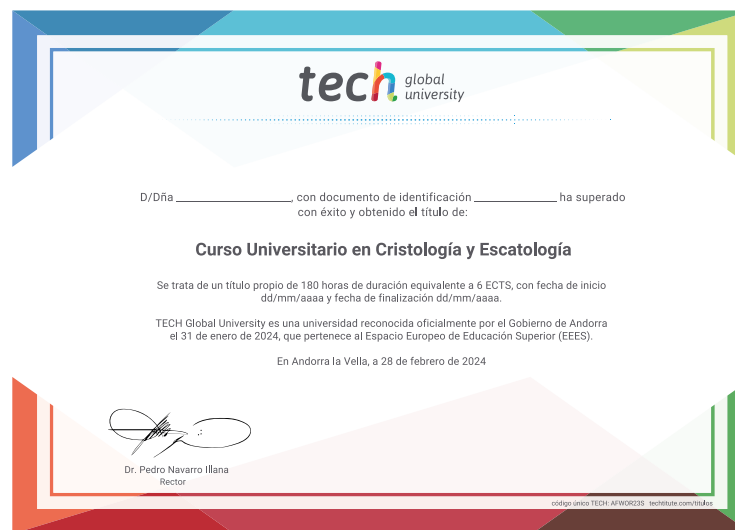 tech global university
D/Dña ____________________, con documento de identificación ______________ ha superado
con éxito y obtenido el título de:
Curso Universitario en Cristología y Escatología
Se trata de un título propio de 180 horas de duración equivalente a 6 ECTS, con fecha de inicio
dd/mm/aaaa y fecha de finalización dd/mm/aaaa.
TECH Global University es una universidad reconocida oficialmente por el Gobierno de Andorra
el 31 de enero de 2024, que pertenece al Espacio Europeo de Educación Superior (EEES).
En Andorra la Vella, a 28 de febrero de 2024
Dr. Pedro Navarro Illana
Rector
código único TECH: AFWOR23S techtitute.com/titulos